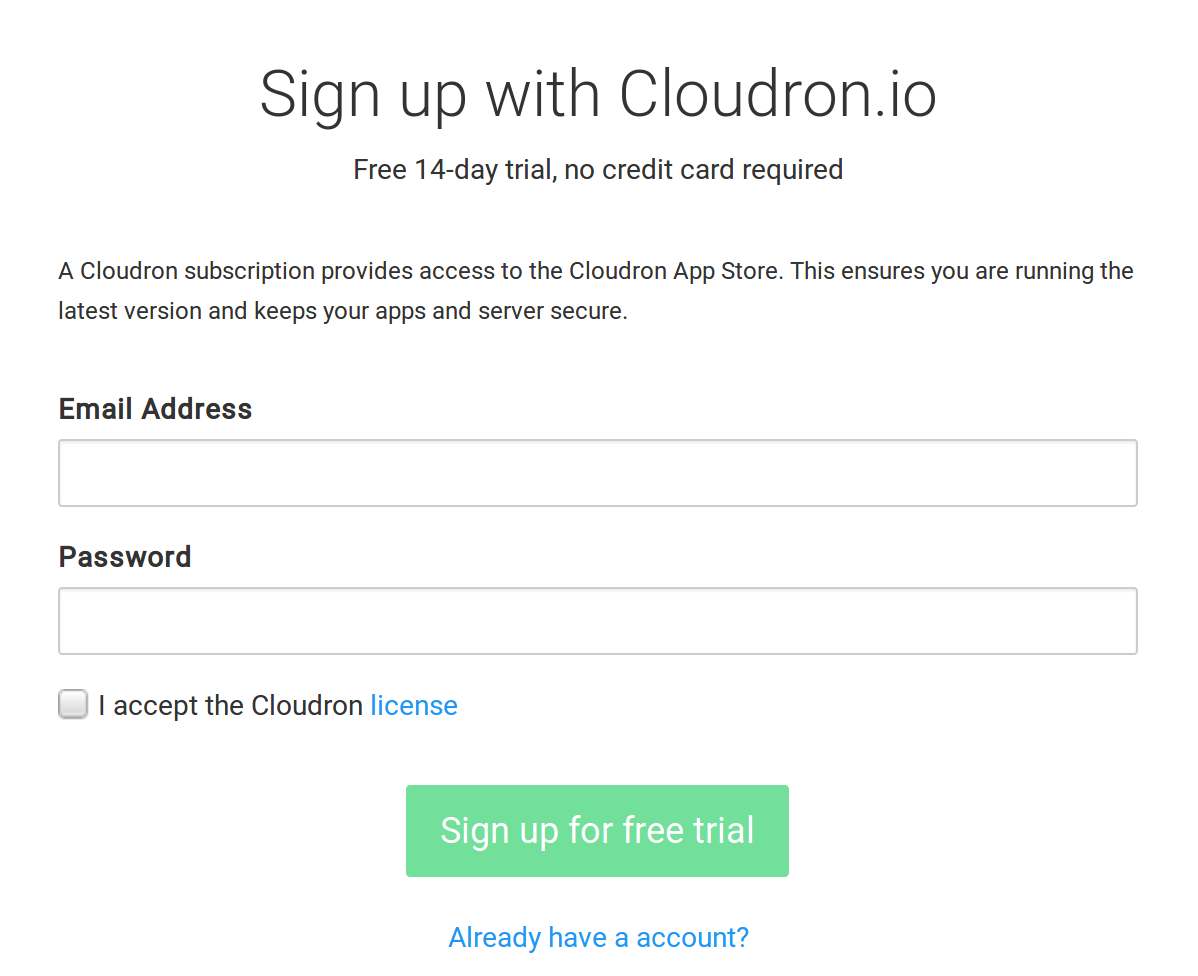 Sign up with Cloudron.io
Free 14-day trial, no credit card required
A Cloudron subscription provides access to the Cloudron App Store. This ensures you are running the
latest version and keeps your apps and server secure.
Email Address
Password
I accept the Cloudron license
Sign up for free trial
Already have a account?